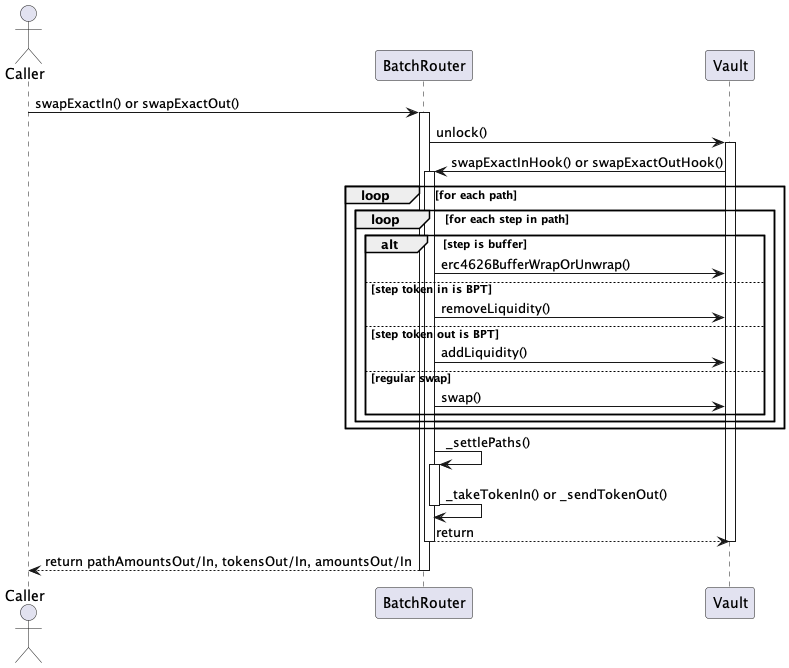 Caller
BatchRouter
Vault
swapExactIn() or swapExactOut()
unlock()
swapExactInHook() or swapExactOutHook()
loop [for each path]
loop [for each step in path]
alt [step is buffer]
erc4626BufferWrapOrUnwrap()
[step token in is BPT]
removeLiquidity()
[step token out is BPT]
addLiquidity()
[regular swap]
swap()
_settlePaths()
_takeTokenIn() or _sendTokenOut()
return
return pathAmountsOut/In, tokensOut/In, amountsOut/In
Caller
BatchRouter
Vault